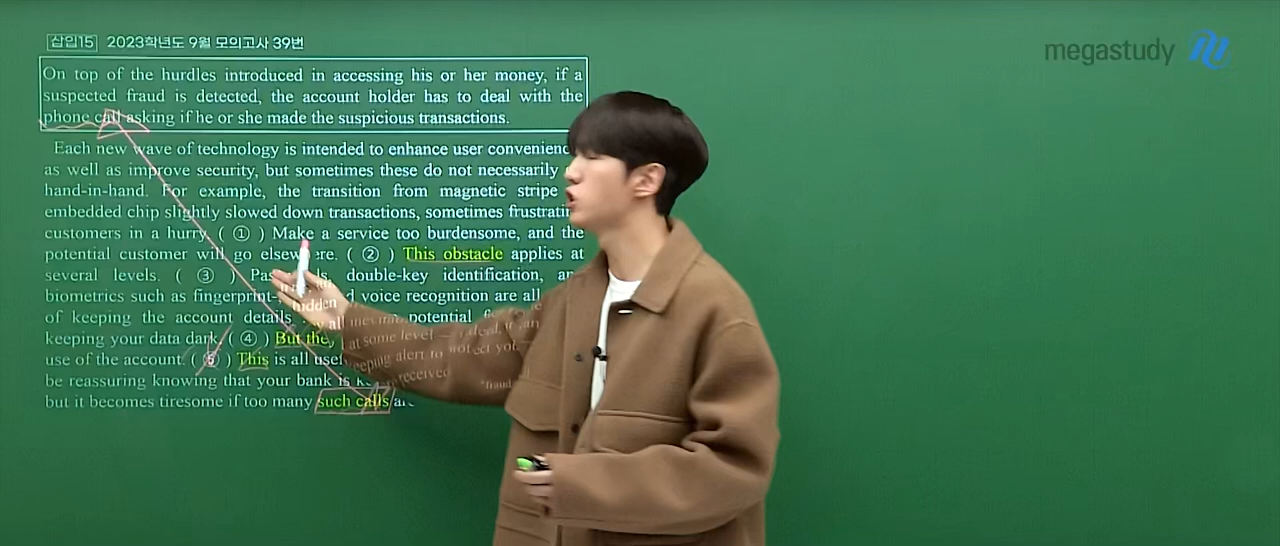 삽입15 2023학년도 9월 모의고사 39번
megastudy
On top of the hurdles introduced in accessing his or her money, if a
suspected fraud is detected, the account holder has to deal with the
phone call asking if he or she made the suspicious transactions.
Each new wave of technology is intended to enhance user
as well as improve security, but sometimes these do not necessarily
hand-in-hand. For example, the transition from magnetic stripe
embedded chip slightly slowed down transactions, sometimes
customers in a hurry. ( ① ) Make a service too burdensome, and the
potential customer will go ( ② ) This obstacle applies at
several levels. ( ③ ) double-key identification,
biometrics such as voice recognition are all
of keeping the account details potential
keeping your data dark. ( ④ ) But
use of the account. ( ⑤ ) This is all
be reassuring knowing that your bank is
but it becomes tiresome if too many such calls